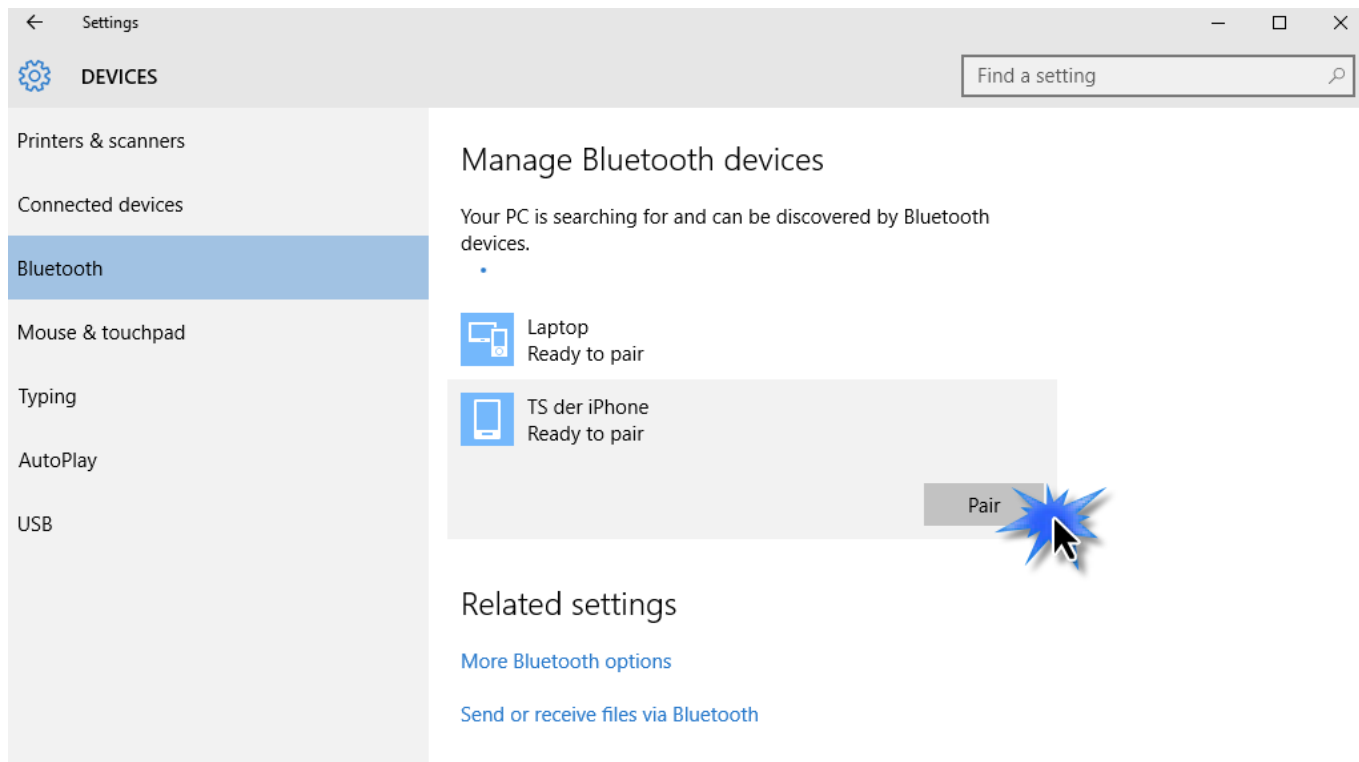 Settings
DEVICES
Find a setting
Printers & scanners
Connected devices
Bluetooth
Mouse & touchpad
Typing
AutoPlay
USB
Manage Bluetooth devices
Your PC is searching for and can be discovered by Bluetooth
devices.
Laptop
Ready to pair
TS der iPhone
Ready to pair
Pair
Related settings
More Bluetooth options
Send or receive files via Bluetooth